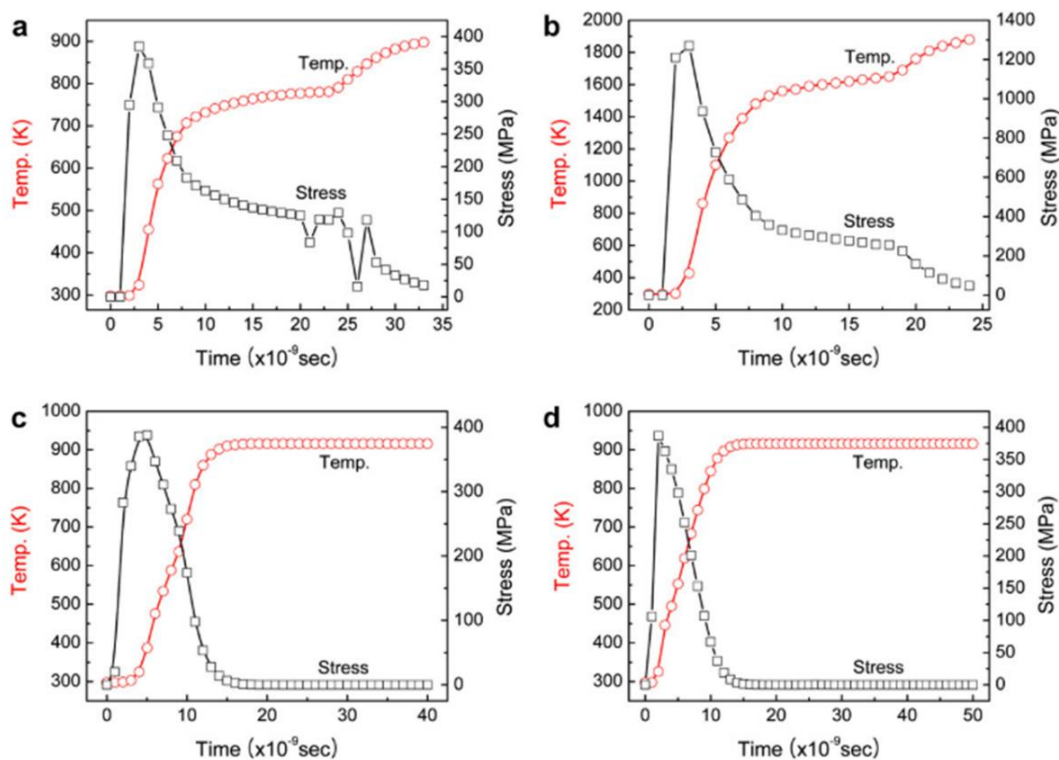 a
900
800
700
600
500
400
300
Temp. (K)
Temp.
Stress
400
350
300
250
200
150
100
50
0
Stress (MPa)
0 5 10 15 20 25 30 35
Time (x10⁻⁹sec)
b
2000
1800
1600
1400
1200
1000
800
600
400
200
Temp. (K)
Temp.
Stress
1400
1200
1000
800
600
400
200
0
Stress (MPa)
0 5 10 15 20 25
Time (x10⁻⁹sec)
c
1000
900
800
700
600
500
400
300
Temp. (K)
Temp.
Stress
400
300
200
100
0
Stress (MPa)
0 10 20 30 40
Time (x10⁻⁹sec)
d
1000
900
800
700
600
500
400
300
Temp. (K)
Temp.
Stress
400
350
300
250
200
150
100
50
0
Stress (MPa)
0 10 20 30 40 50
Time (x10⁻⁹sec)